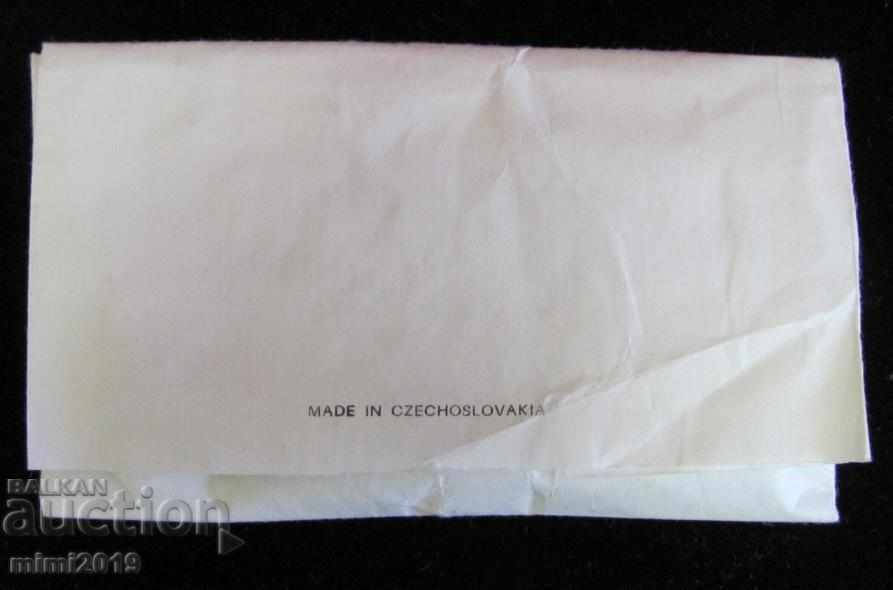 MADE IN CZECHOSLOVAKIA
BALKAN
auction
mimi2019